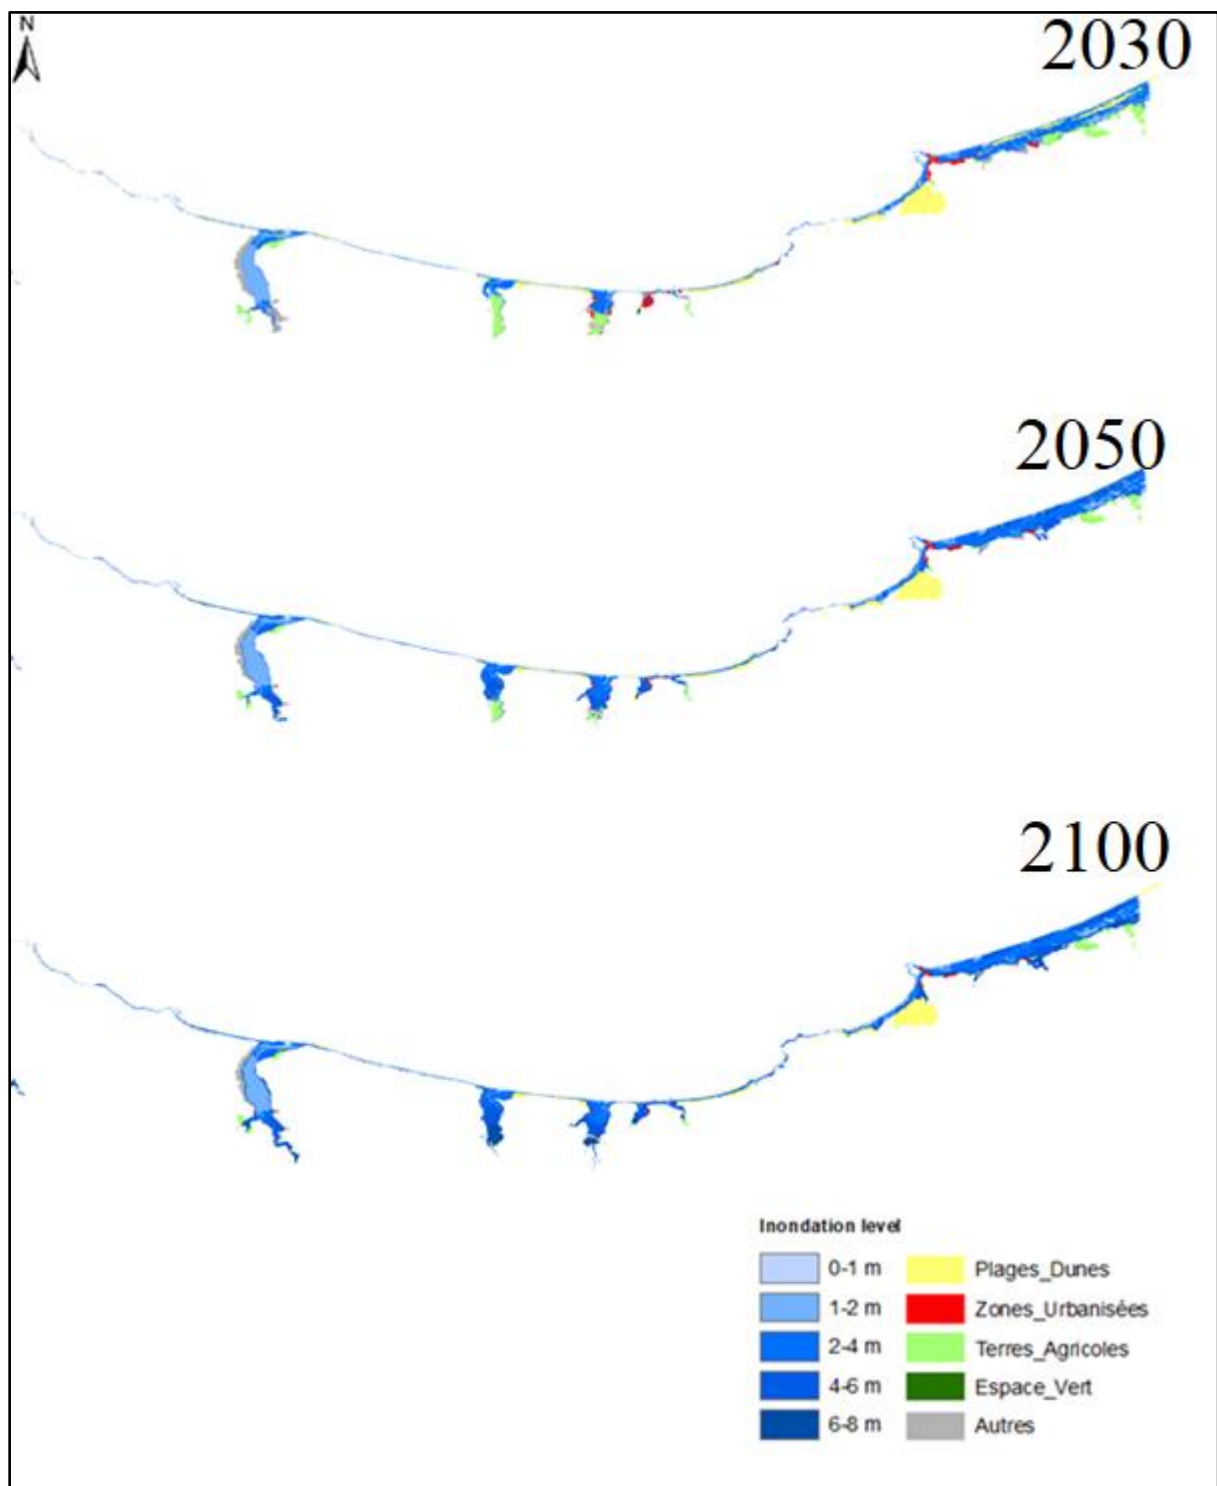 N
2030
2050
2100
Inondation level
0-1 m
Plages_Dunes
1-2 m
Zones_Urbanisées
2-4 m
Terres_Agricoles
4-6 m
Espace_Vert
6-8 m
Autres